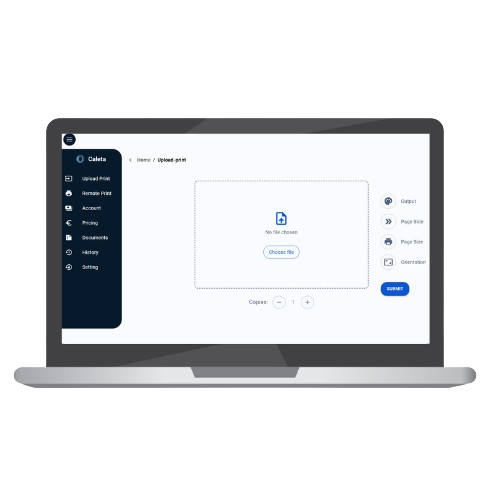 Caleta
Home / Upload-print
Upload Print
Remote Print
Account
Pricing
Documents
History
Setting
No file chosen
Choose file
Copies: − 1 +
Output
Page Side
Page Size
Orientation
SUBMIT